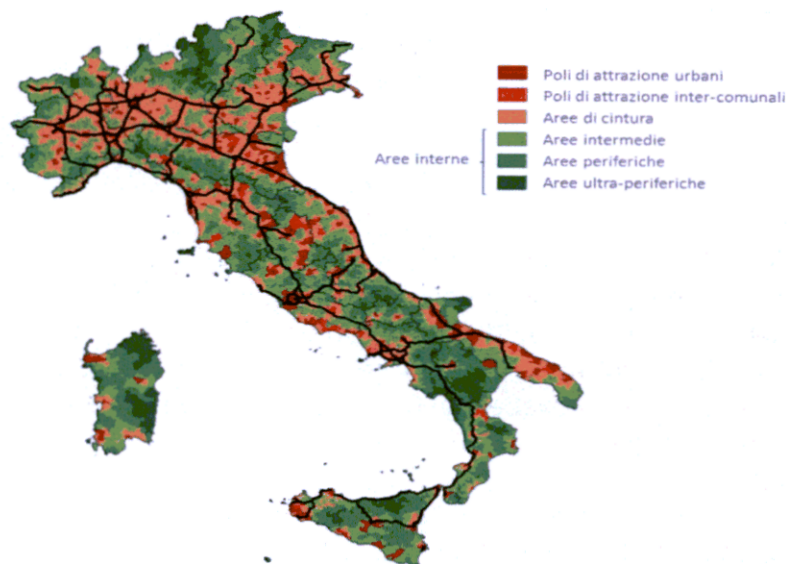 Poli di attrazione urbani
Poli di attrazione inter-comunali
Aree di cintura
Aree intermedie
Aree interne
Aree periferiche
Aree ultra-periferiche